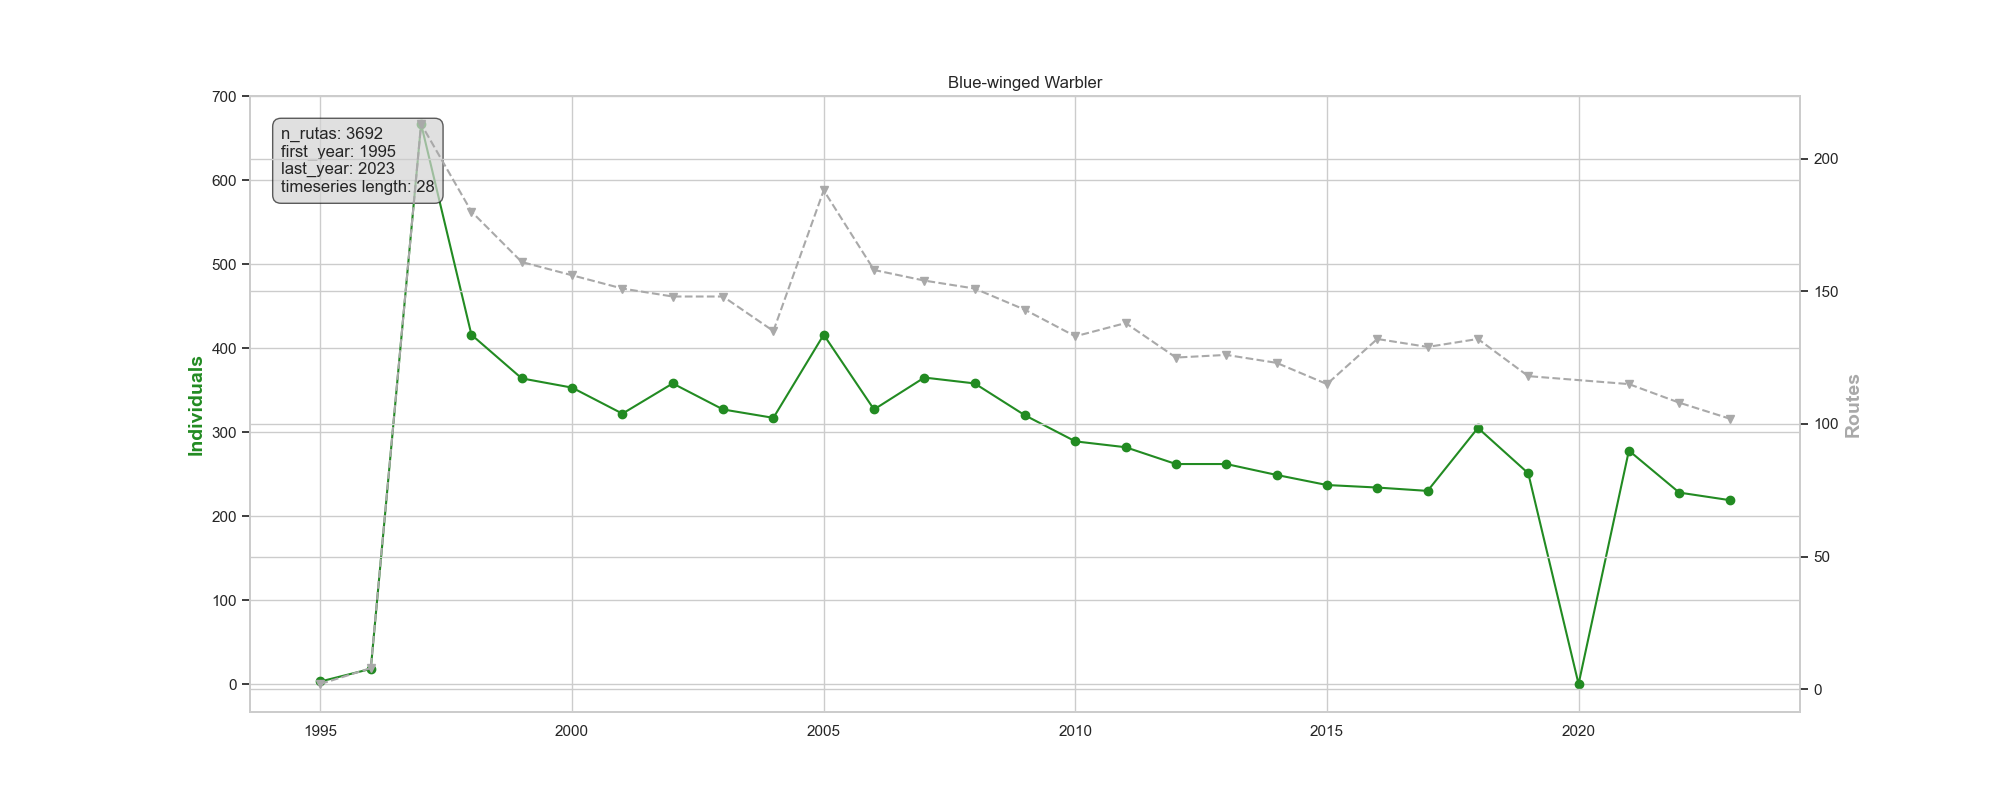 Blue-winged Warbler
n_rutas: 3692
first_year: 1995
last_year: 2023
timeseries length: 28
Individuals
700
600
500
400
300
200
100
0
Routes
200
150
100
50
0
1995 2000 2005 2010 2015 2020